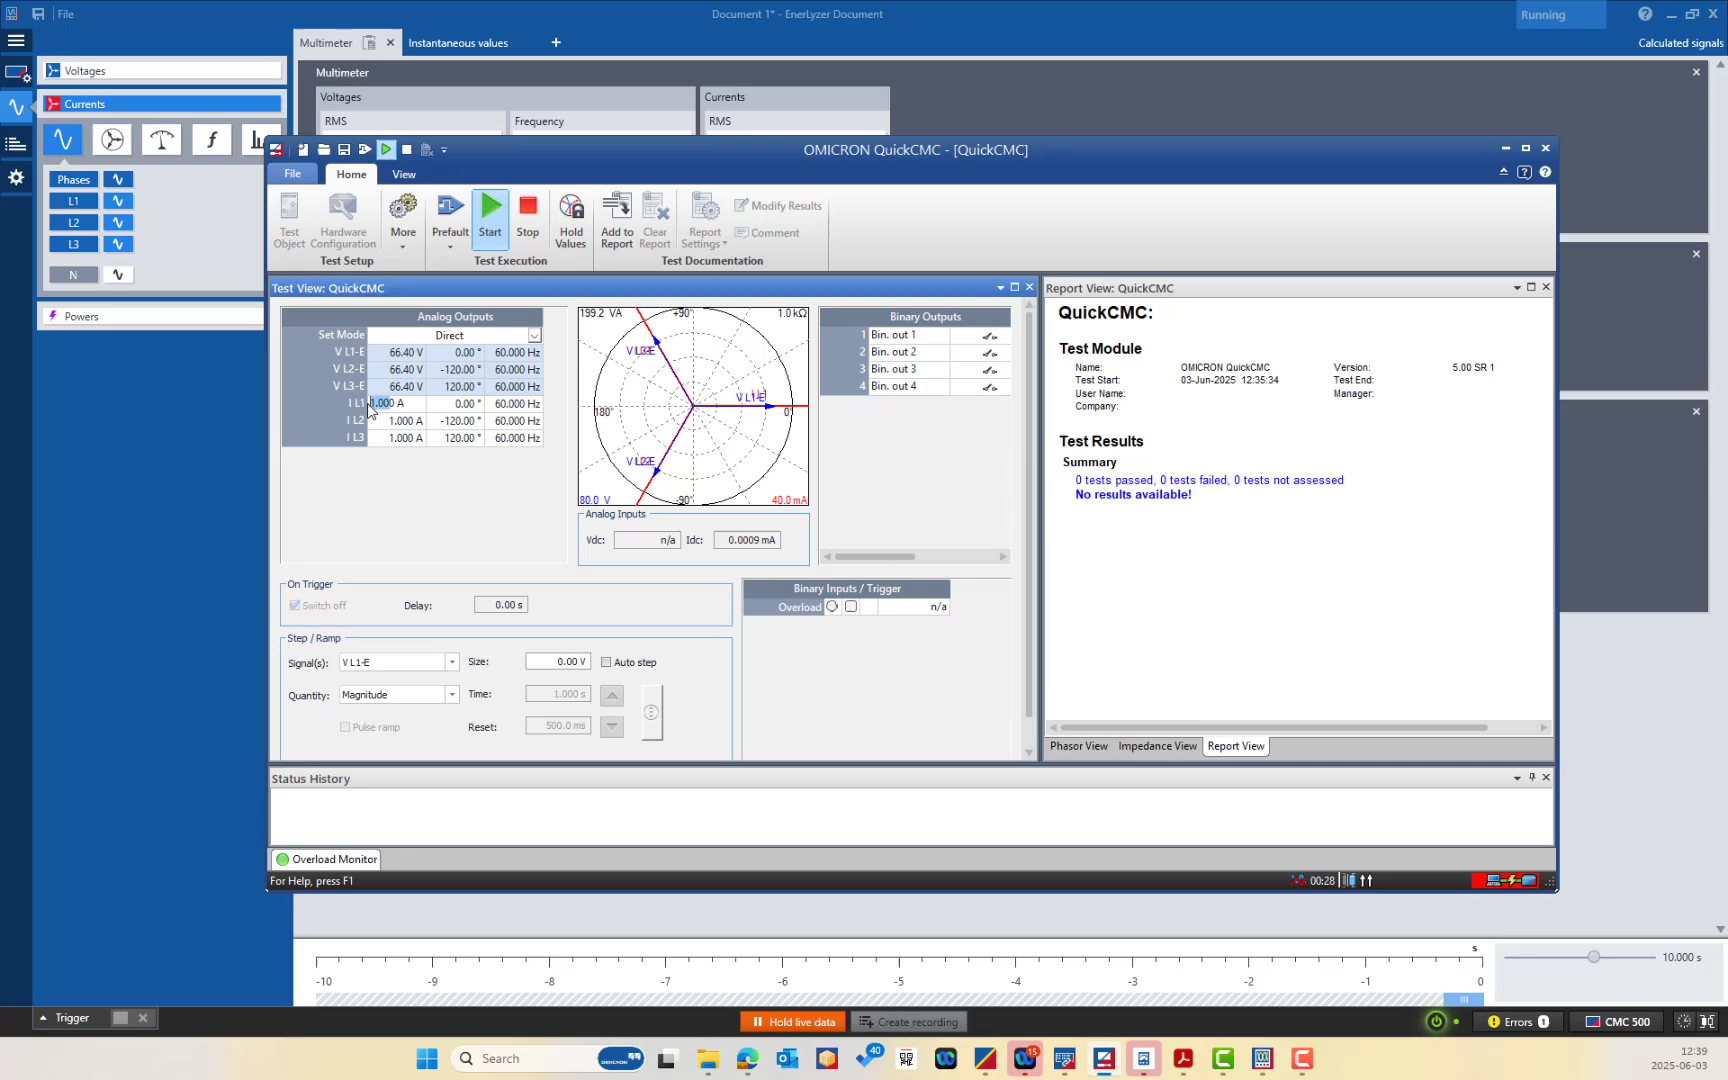 File
Document 1* - EnerLyzer Document
Running
Multimeter
Instantaneous values
Calculated signals
Voltages
Currents
Phases
L1
L2
L3
N
Powers
Multimeter
Voltages
Currents
RMS
Frequency
RMS
OMICRON QuickCMC - [QuickCMC]
File
Home
View
Test Object
Hardware Configuration
More
Prefault
Start
Stop
Hold Values
Add to Report
Clear Report
Report Settings
Modify Results
Comment
Test Setup
Test Execution
Test Documentation
Test View: QuickCMC
Analog Outputs
Set Mode Direct
V L1-E 66.40 V 0.00 ° 60.000 Hz
V L2-E 66.40 V -120.00 ° 60.000 Hz
V L3-E 66.40 V 120.00 ° 60.000 Hz
I L1 1.000 A 0.00 ° 60.000 Hz
I L2 1.000 A -120.00 ° 60.000 Hz
I L3 1.000 A 120.00 ° 60.000 Hz
199.2 VA +90° 1.0 kΩ
V L1-E
180° 0°
80.0 V -90° 40.0 mA
Analog Inputs
Vdc: n/a Idc: 0.0009 mA
Binary Outputs
1 Bin. out 1
2 Bin. out 2
3 Bin. out 3
4 Bin. out 4
On Trigger
Switch off Delay: 0.00 s
Step / Ramp
Signal(s): V L1-E Size: 0.00 V Auto step
Quantity: Magnitude Time: 1.000 s
Pulse ramp Reset: 500.0 ms
Binary Inputs / Trigger
Overload n/a
Report View: QuickCMC
QuickCMC:
Test Module
Name: OMICRON QuickCMC Version: 5.00 SR 1
Test Start: 03-Jun-2025 12:35:34 Test End:
User Name: Manager:
Company:
Test Results
Summary
0 tests passed, 0 tests failed, 0 tests not assessed
No results available!
Phasor View
Impedance View
Report View
Status History
Overload Monitor
For Help, press F1
00:28
s
-10 -9 -8 -7 -6 -5 -4 -3 -2 -1 0
10.000 s
Trigger
Hold live data
Create recording
Errors 1
CMC 500
Search
OMICRON
40
15
12:39
2025-06-03